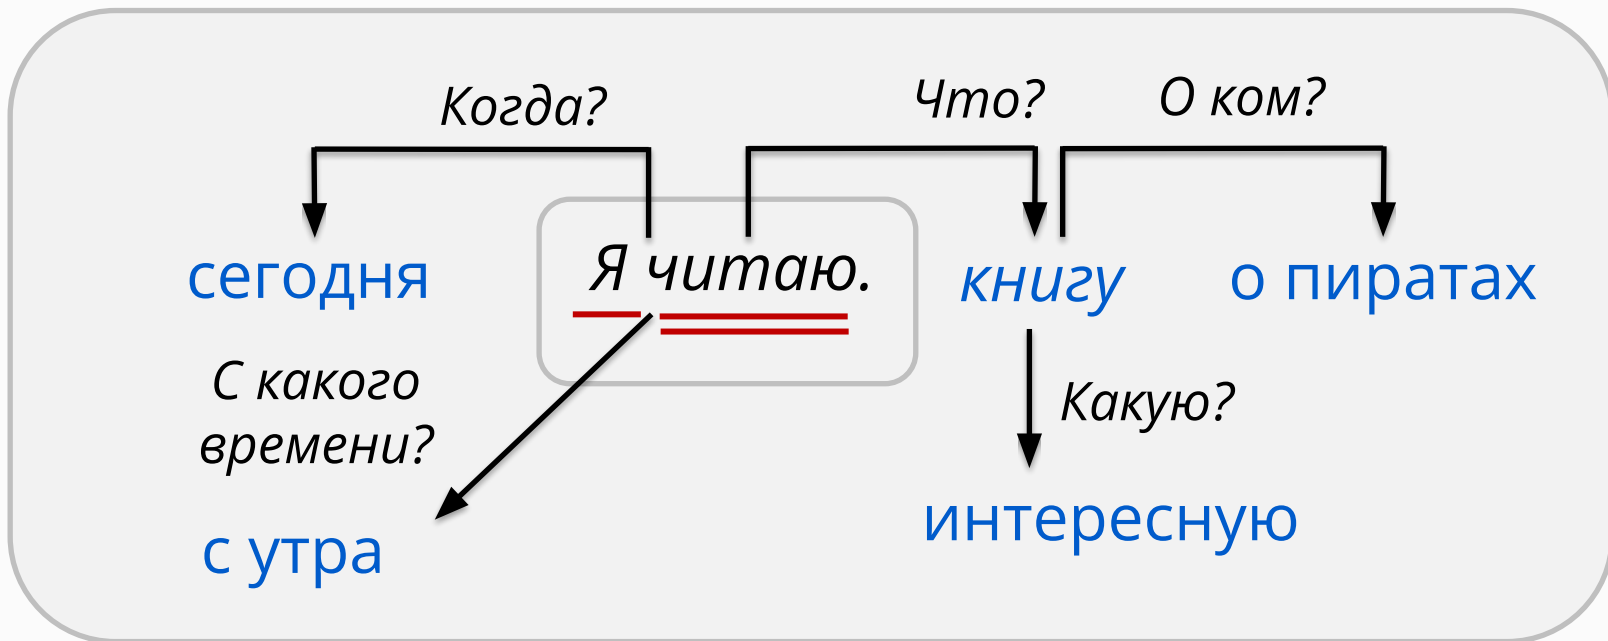 Когда?
Что?
О ком?
сегодня
Я читаю.
книгу
о пиратах
С какого
времени?
Какую?
с утра
интересную